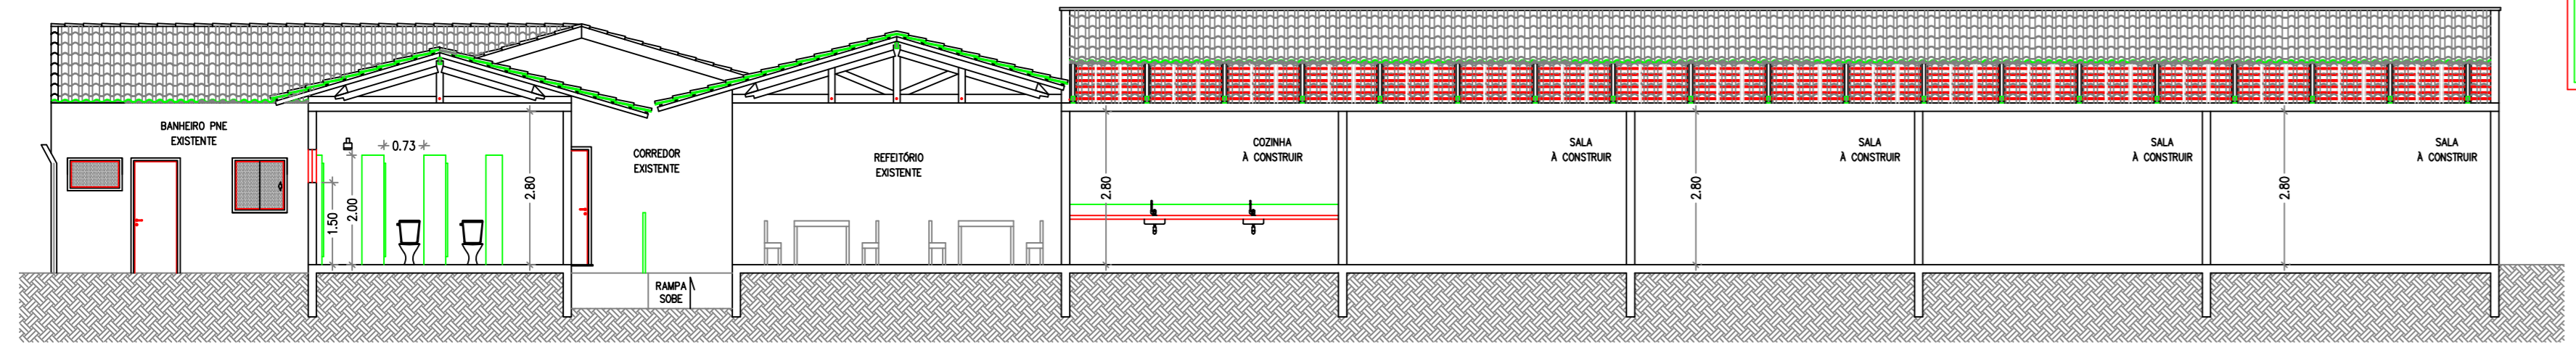 BANHEIRO PNE
EXISTENTE
0.73
1.50
2.00
2.80
CORREDOR
EXISTENTE
RAMPA
SOBE
REFEITÓRIO
EXISTENTE
2.80
COZINHA
À CONSTRUIR
SALA
À CONSTRUIR
2.80
SALA
À CONSTRUIR
SALA
À CONSTRUIR
2.80
SALA
À CONSTRUIR